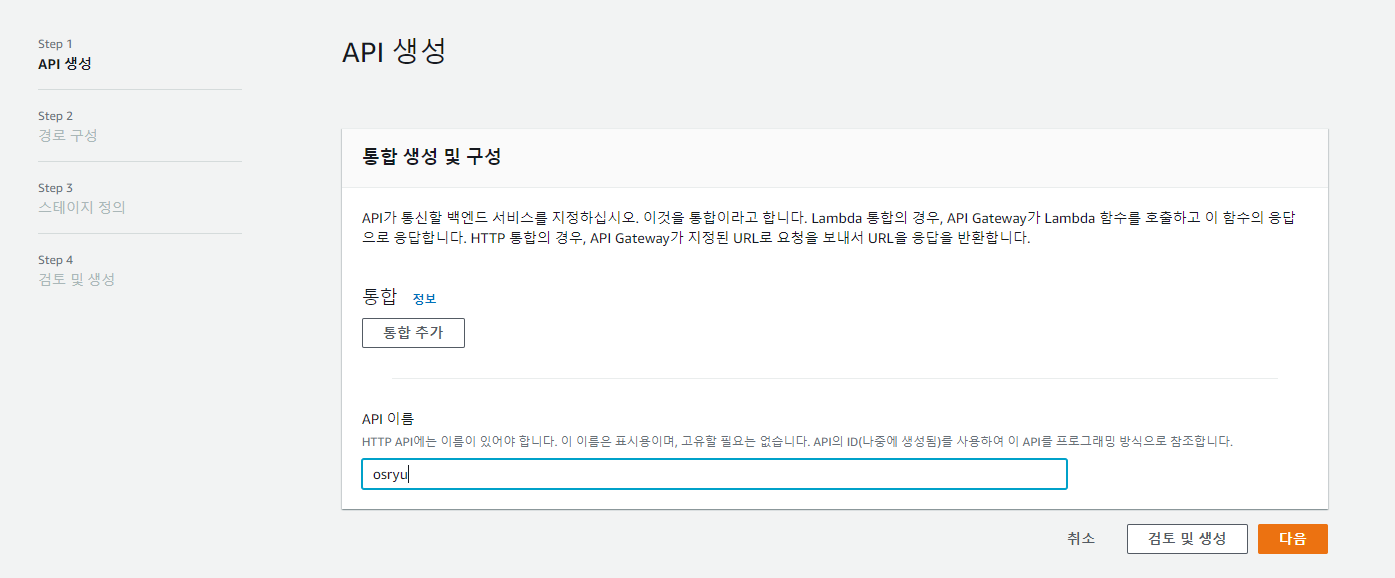 Step 1
API 생성
Step 2
경로 구성
Step 3
스테이지 정의
Step 4
검토 및 생성
API 생성
통합 생성 및 구성
API가 통신할 백엔드 서비스를 지정하십시오. 이것을 통합이라고 합니다. Lambda 통합의 경우, API Gateway가 Lambda 함수를 호출하고 이 함수의 응답
으로 응답합니다. HTTP 통합의 경우, API Gateway가 지정된 URL로 요청을 보내서 URL을 응답을 반환합니다.
통합 정보
통합 추가
API 이름
HTTP API에는 이름이 있어야 합니다. 이 이름은 표시용이며, 고유할 필요는 없습니다. API의 ID(나중에 생성됨)를 사용하여 이 API를 프로그래밍 방식으로 참조합니다.
osryu
취소 검토 및 생성 다음